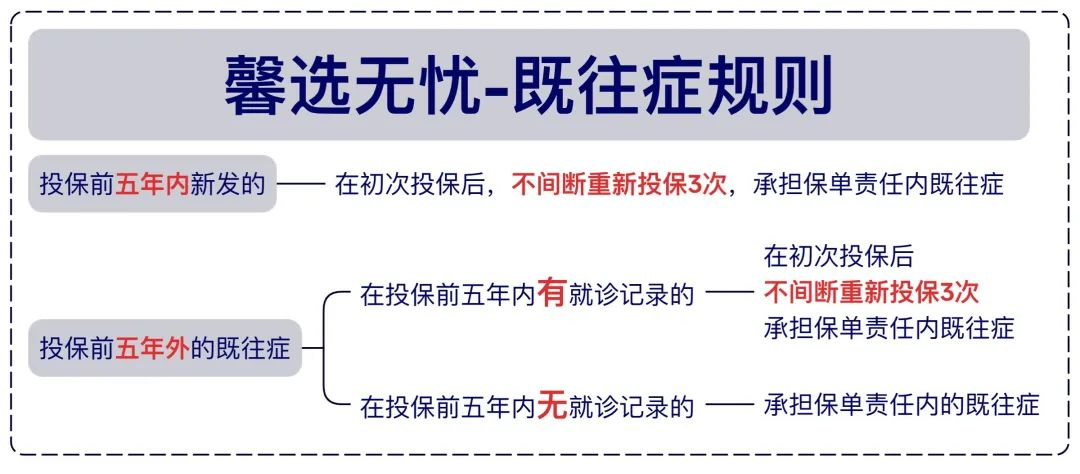 馨选无忧-既往症规则
投保前五年内新发的
在初次投保后，不间断重新投保3次，承担保单责任内既往症
投保前五年外的既往症
在投保前五年内有就诊记录的
在初次投保后
不间断重新投保3次
承担保单责任内既往症
在投保前五年内无就诊记录的
承担保单责任内的既往症